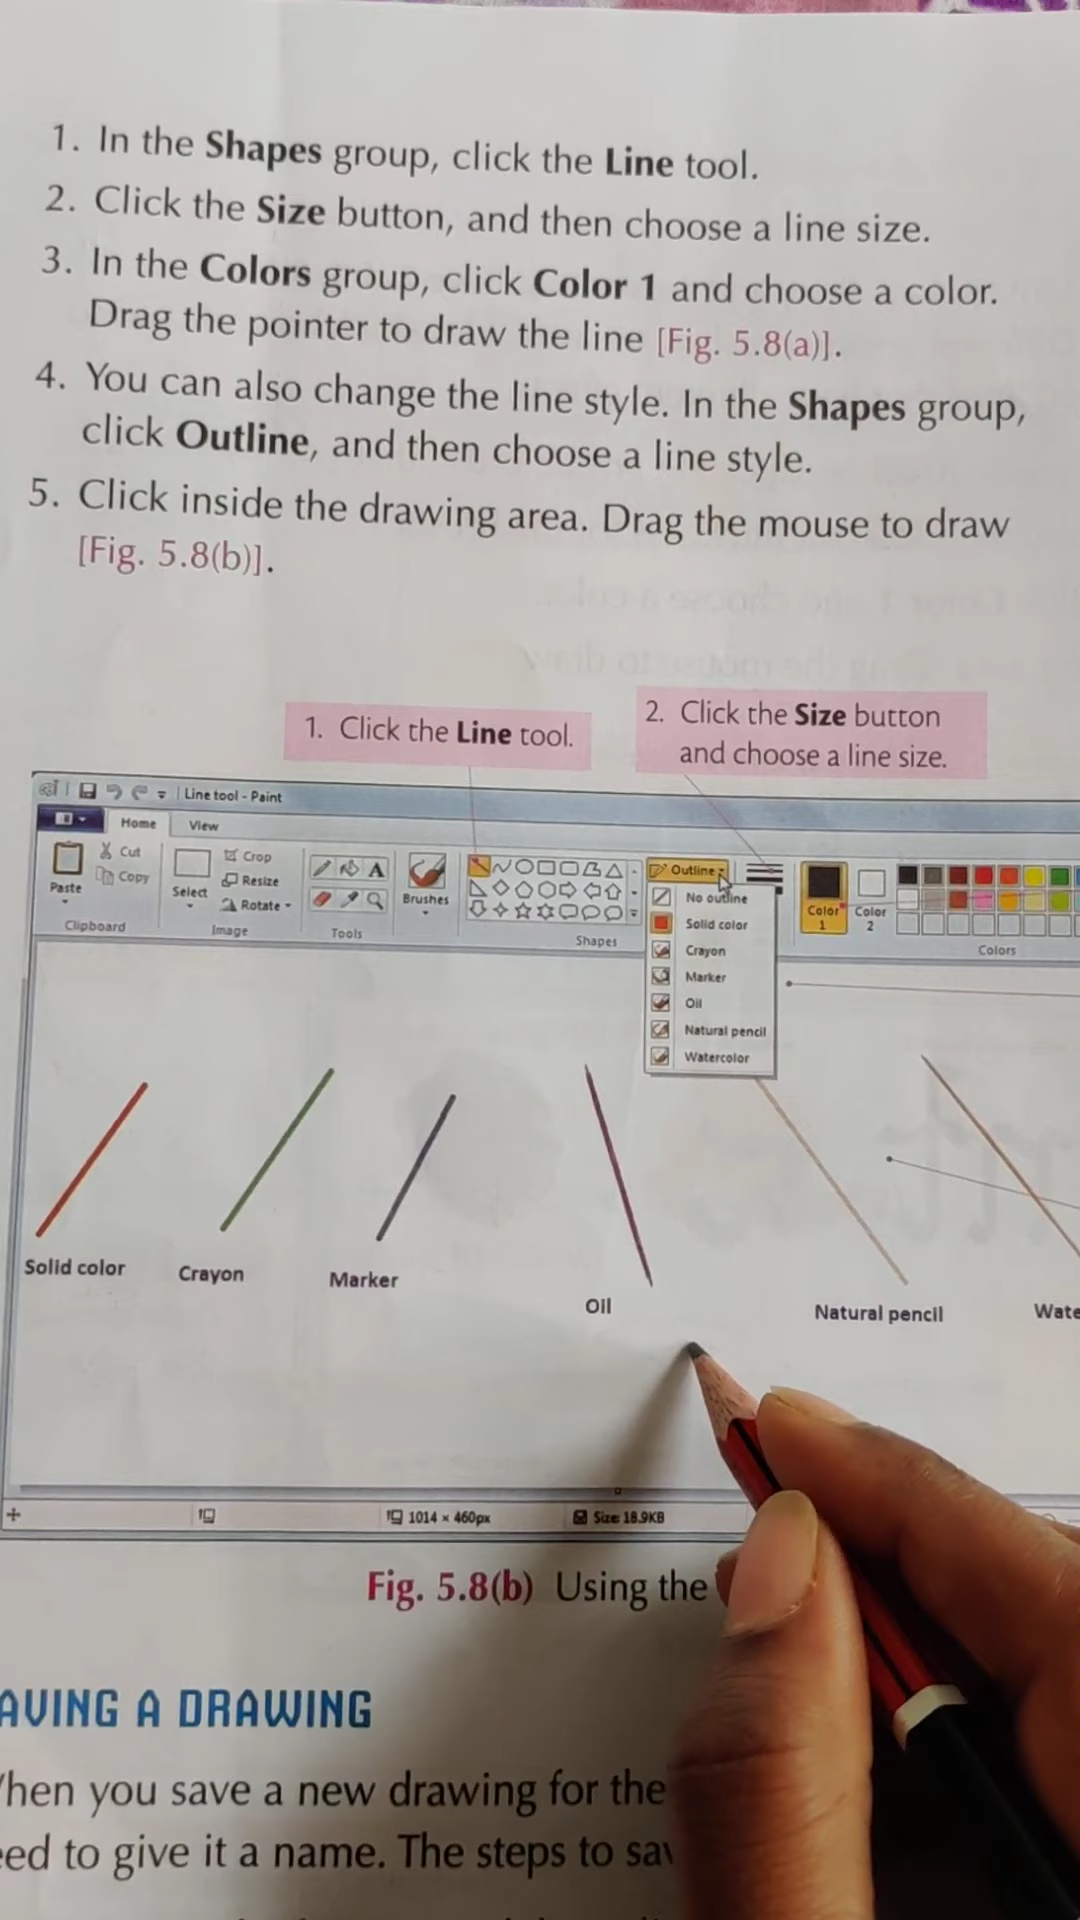 1. In the Shapes group, click the Line tool.
2. Click the Size button, and then choose a line size.
3. In the Colors group, click Color 1 and choose a color.
Drag the pointer to draw the line [Fig. 5.8(a)].
4. You can also change the line style. In the Shapes group,
click Outline, and then choose a line style.
5. Click inside the drawing area. Drag the mouse to draw
[Fig. 5.8(b)].
1. Click the Line tool.
2. Click the Size button
and choose a line size.
Line tool - Paint
Home View
Paste
Cut
Copy
Clipboard
Select
Crop
Resize
Rotate
Image
A
Tools
Brushes
Shapes
Outline
No outline
Solid color
Crayon
Marker
Oil
Natural pencil
Watercolor
Color
1
Color
2
Colors
Solid color
Crayon
Marker
Oil
Natural pencil
Wate
1014 × 460px
Size: 18.9KB
Fig. 5.8(b) Using the
AVING A DRAWING
hen you save a new drawing for the
eed to give it a name. The steps to sav